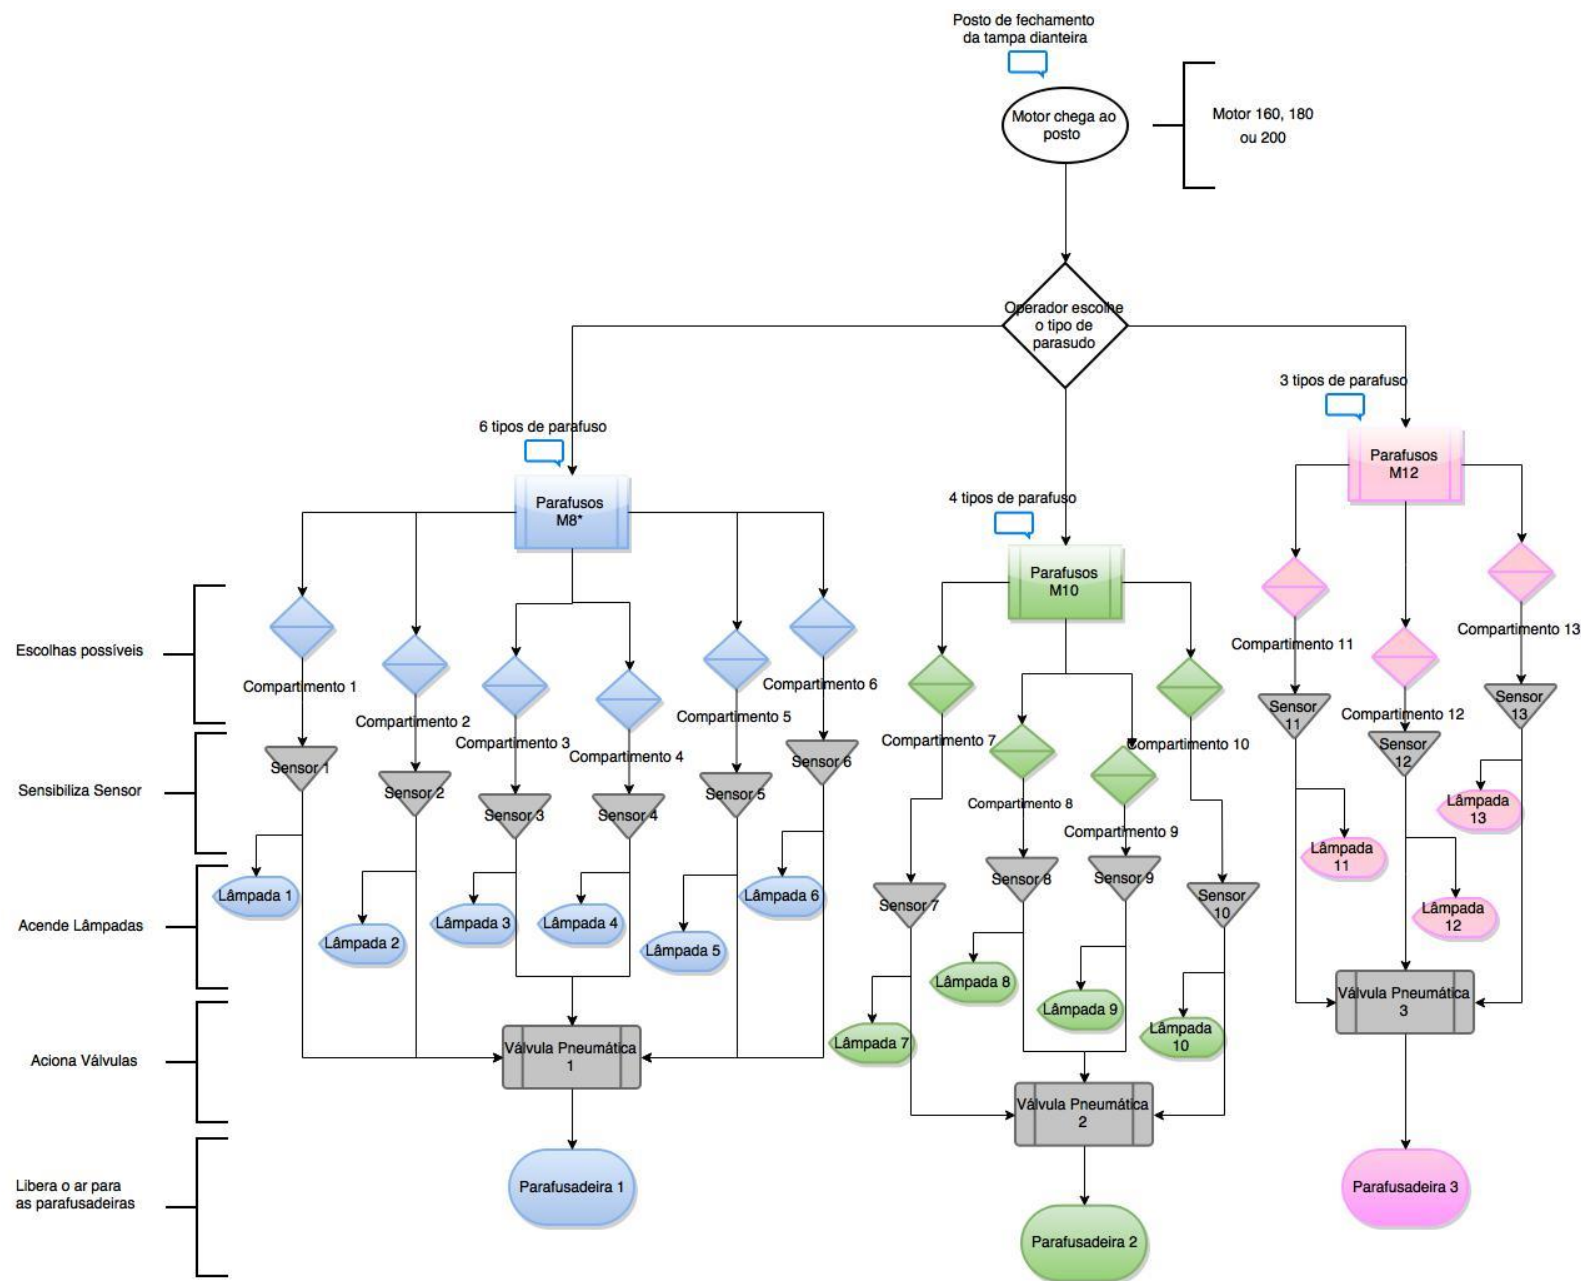 Posto de fechamento
da tampa dianteira
Motor chega ao
posto
Motor 160, 180
ou 200
Operador escolhe
o tipo de
parasudo
3 tipos de parafuso
6 tipos de parafuso
4 tipos de parafuso
Parafusos
M12
Parafusos
M8*
Parafusos
M10
Escolhas possíveis
Compartimento 1
Compartimento 2
Compartimento 3
Compartimento 4
Compartimento 5
Compartimento 6
Compartimento 7
Compartimento 8
Compartimento 9
Compartimento 10
Compartimento 11
Compartimento 12
Compartimento 13
Sensibiliza Sensor
Sensor 1
Sensor 2
Sensor 3
Sensor 4
Sensor 5
Sensor 6
Sensor 7
Sensor 8
Sensor 9
Sensor
10
Sensor
11
Sensor
12
Sensor
13
Acende Lâmpadas
Lâmpada 1
Lâmpada 2
Lâmpada 3
Lâmpada 4
Lâmpada 5
Lâmpada 6
Lâmpada 7
Lâmpada 8
Lâmpada 9
Lâmpada
10
Lâmpada
11
Lâmpada
12
Lâmpada
13
Aciona Válvulas
Válvula Pneumática
1
Válvula Pneumática
2
Válvula Pneumática
3
Libera o ar para
as parafusadeiras
Parafusadeira 1
Parafusadeira 2
Parafusadeira 3